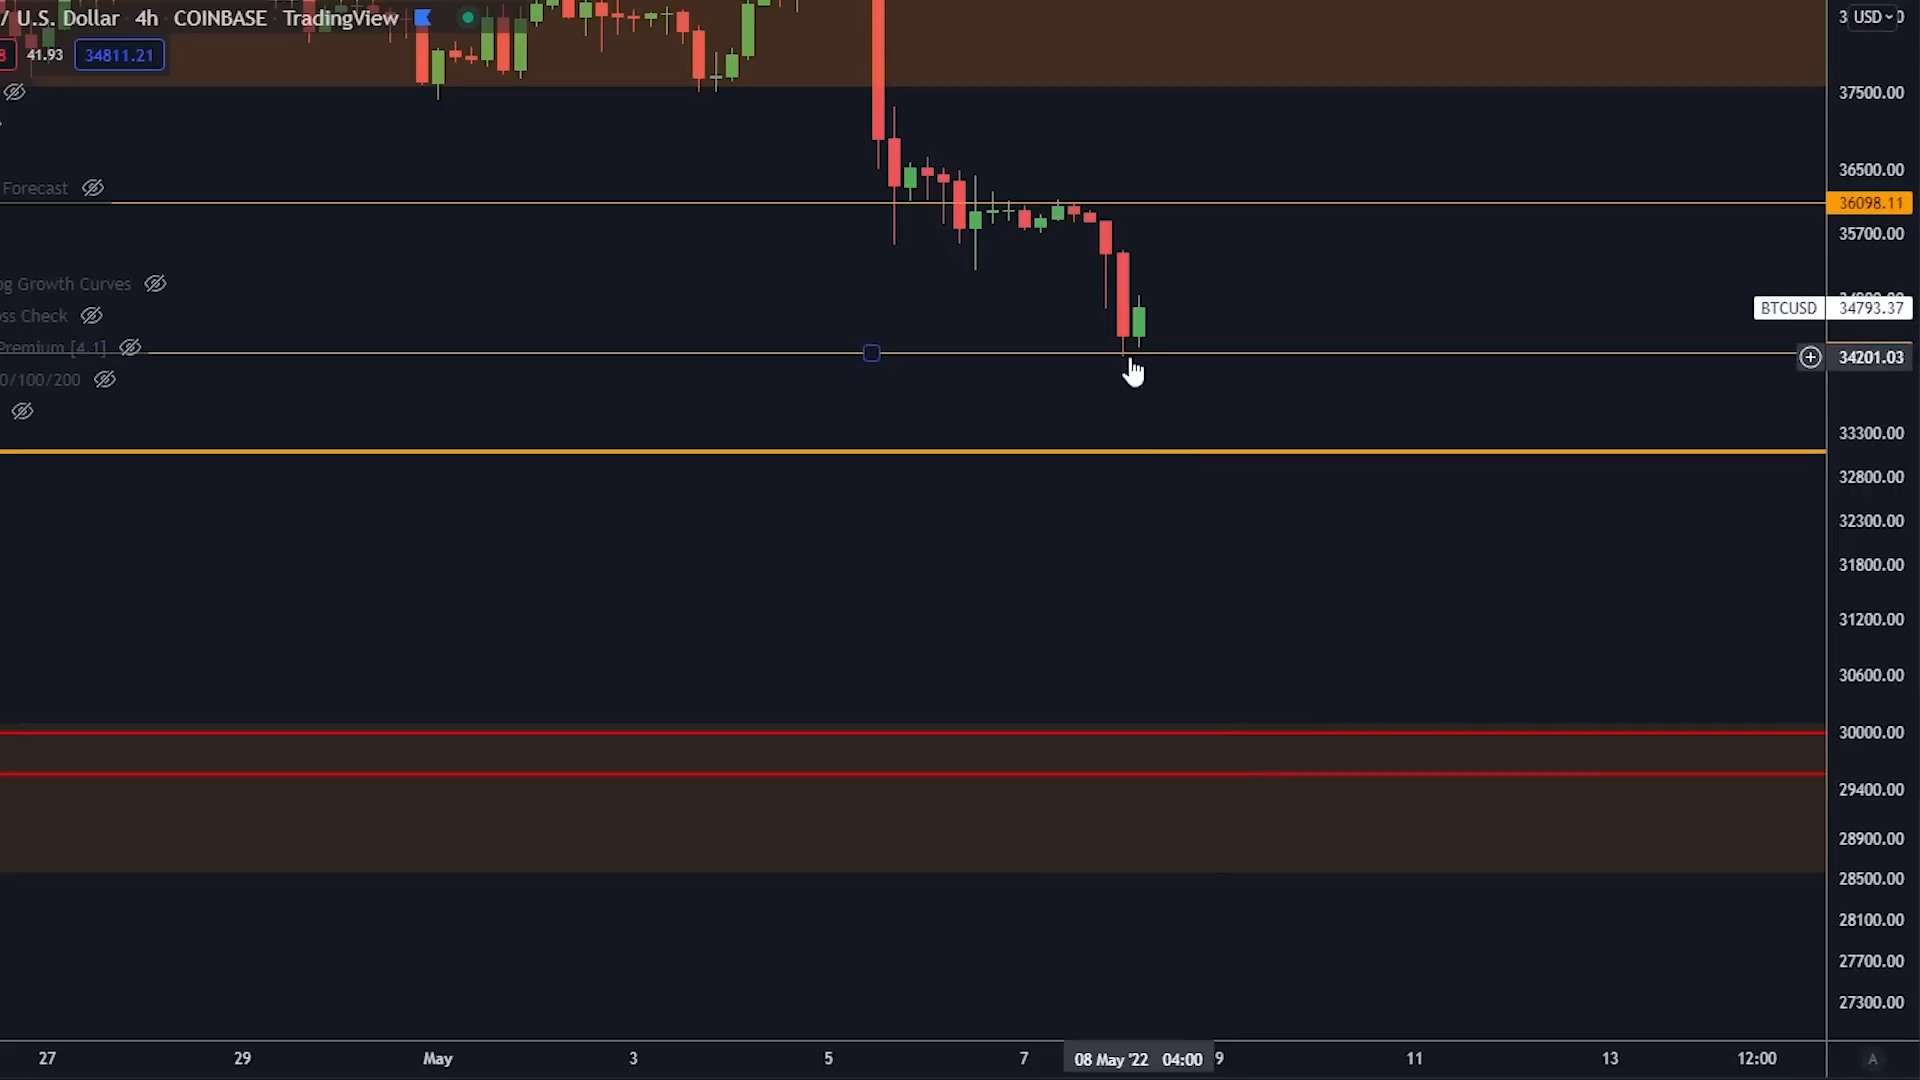 / U.S. Dollar 4h COINBASE TradingView
41.93 34811.21
Forecast
Growth Curves
Check
Premium [4.1]
0/100/200
USD
37500.00
36500.00
36098.11
35700.00
BTCUSD 34793.37
34201.03
33300.00
32800.00
32300.00
31800.00
31200.00
30600.00
30000.00
29400.00
28900.00
28500.00
28100.00
27700.00
27300.00
27 29 May 3 5 7 08 May '22 04:00 9 11 13 12:00 A